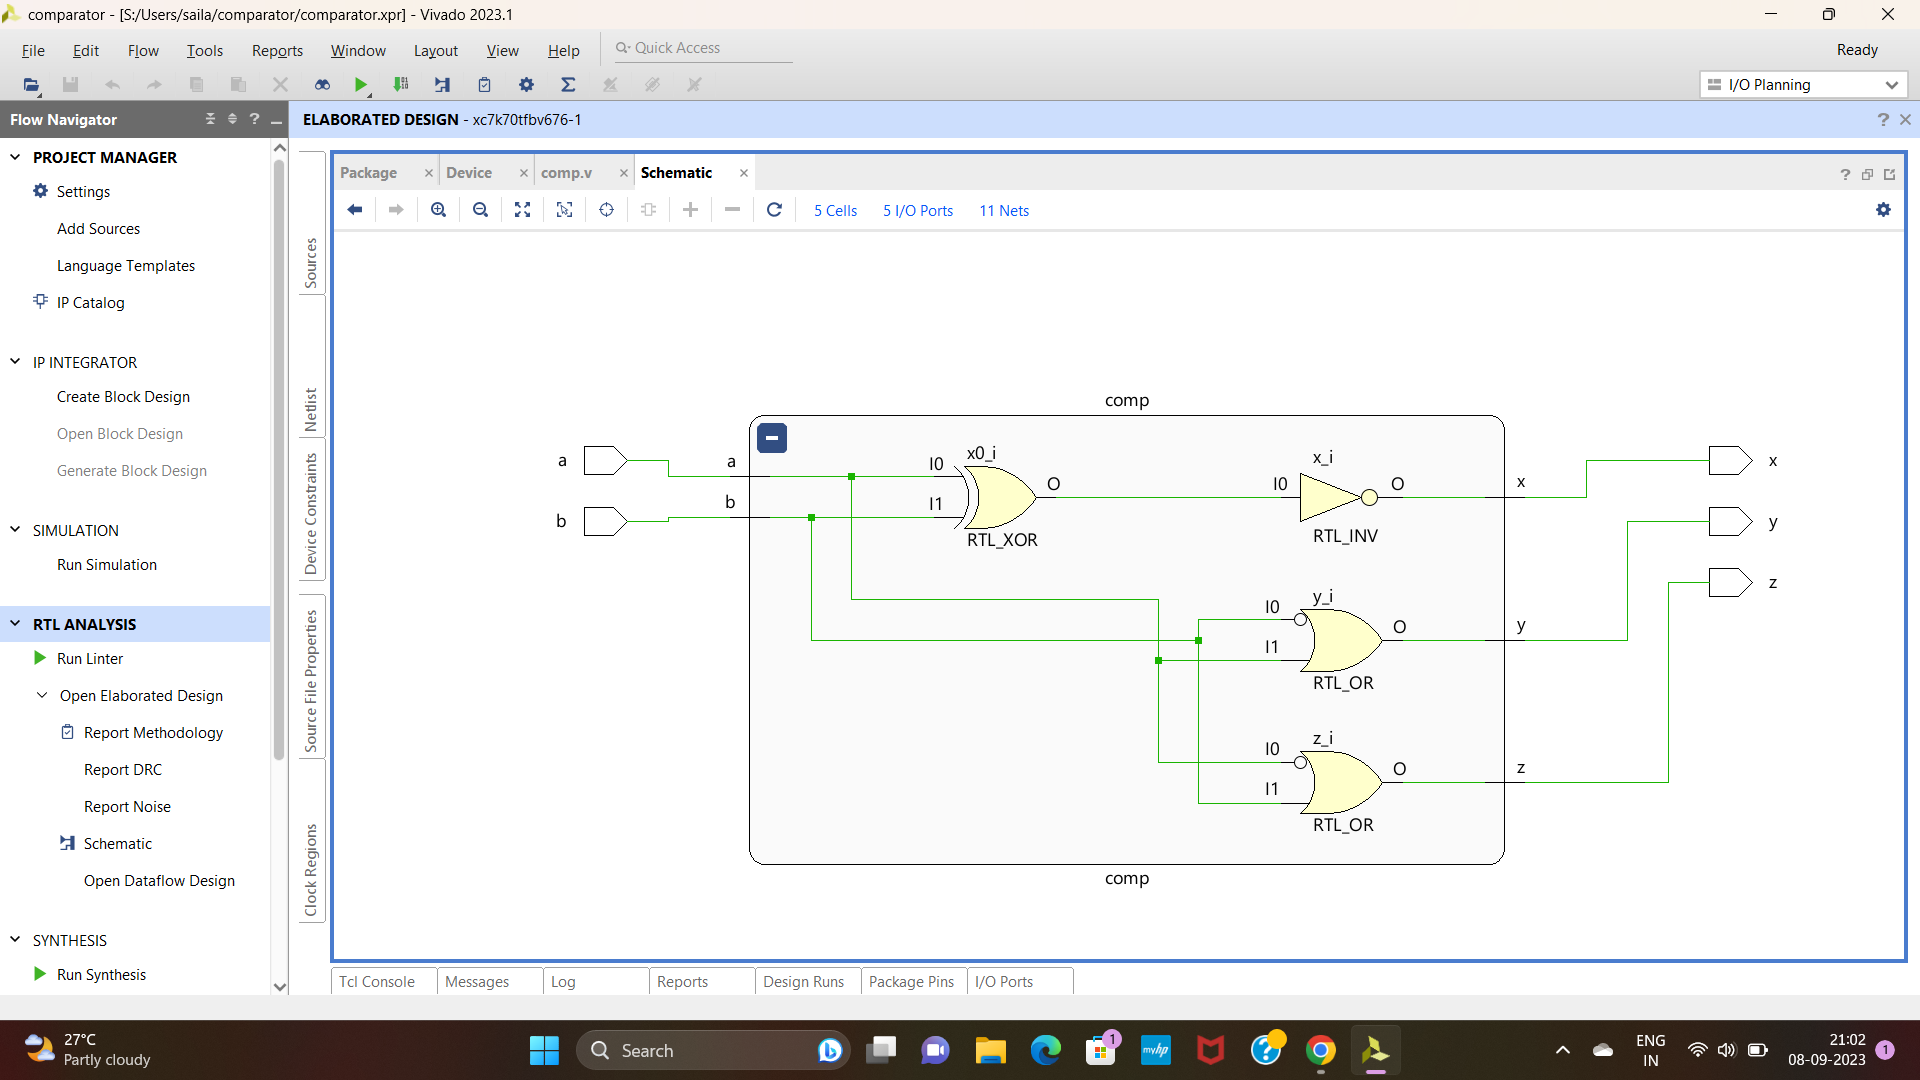 comparator - [S:/Users/saila/comparator/comparator.xpr] - Vivado 2023.1
File Edit Flow Tools Reports Window Layout View Help Quick Access Ready
I/O Planning
Flow Navigator
ELABORATED DESIGN - xc7k70tfbv676-1
PROJECT MANAGER
Settings
Add Sources
Language Templates
IP Catalog
IP INTEGRATOR
Create Block Design
Open Block Design
Generate Block Design
SIMULATION
Run Simulation
RTL ANALYSIS
Run Linter
Open Elaborated Design
Report Methodology
Report DRC
Report Noise
Schematic
Open Dataflow Design
SYNTHESIS
Run Synthesis
Sources
Netlist
Device Constraints
Source File Properties
Clock Regions
Package Device comp.v Schematic
5 Cells 5 I/O Ports 11 Nets
comp
a a I0 x0_i O
b b I1
RTL_XOR
x_i
I0 O x x
RTL_INV
y_i
I0
I1 O y y
RTL_OR
z_i
I0
I1 O z z
RTL_OR
comp
Tcl Console Messages Log Reports Design Runs Package Pins I/O Ports
27°C
Partly cloudy
Search
1
myhp
ENG
IN
21:02
08-09-2023
1